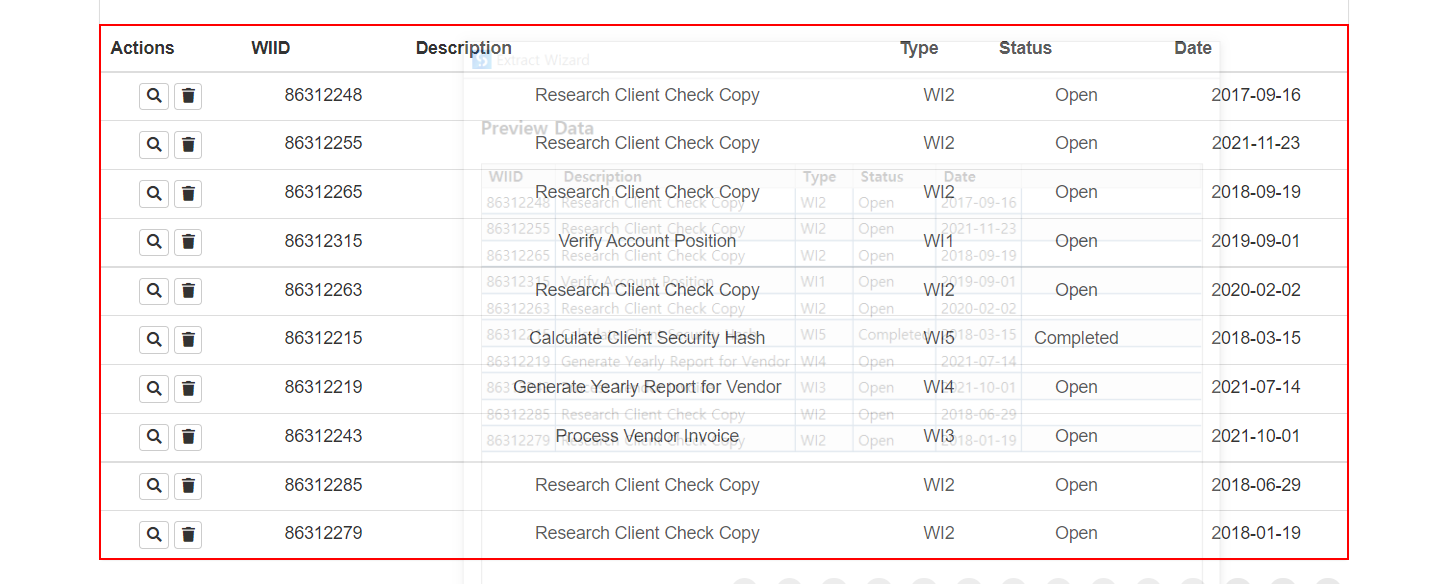 Actions WIID Description Type Status Date
Extract Wizard
86312248 Research Client Check Copy WI2 Open 2017-09-16
Preview Data
86312255 Research Client Check Copy WI2 Open 2021-11-23
WIID Description Type Status Date
86312265 Research Client Check Copy WI2 Open 2018-09-19
86312248 Research Client Check Copy WI2 Open 2017-09-16
86312255 Research Client Check Copy WI2 Open 2021-11-23
86312315 Verify Account Position WI1 Open 2019-09-01
86312265 Research Client Check Copy WI2 Open 2018-09-19
86312315 Verify Account Position WI1 Open 2019-09-01
86312263 Research Client Check Copy WI2 Open 2020-02-02
86312263 Research Client Check Copy WI2 Open 2020-02-02
86312215 Calculate Client Security Hash WI5 Completed 2018-03-15
86312215 Calculate Client Security Hash WI5 Completed 2018-03-15
86312219 Generate Yearly Report for Vendor WI4 Open 2021-07-14
86312219 Generate Yearly Report for Vendor WI4 Open 2021-07-14
WI3 Open 2021-10-01
86312285 Research Client Check Copy WI2 Open 2018-06-29
86312243 Process Vendor Invoice WI3 Open 2021-10-01
86312279 Research Client Check Copy WI2 Open 2018-01-19
86312285 Research Client Check Copy WI2 Open 2018-06-29
86312279 Research Client Check Copy WI2 Open 2018-01-19